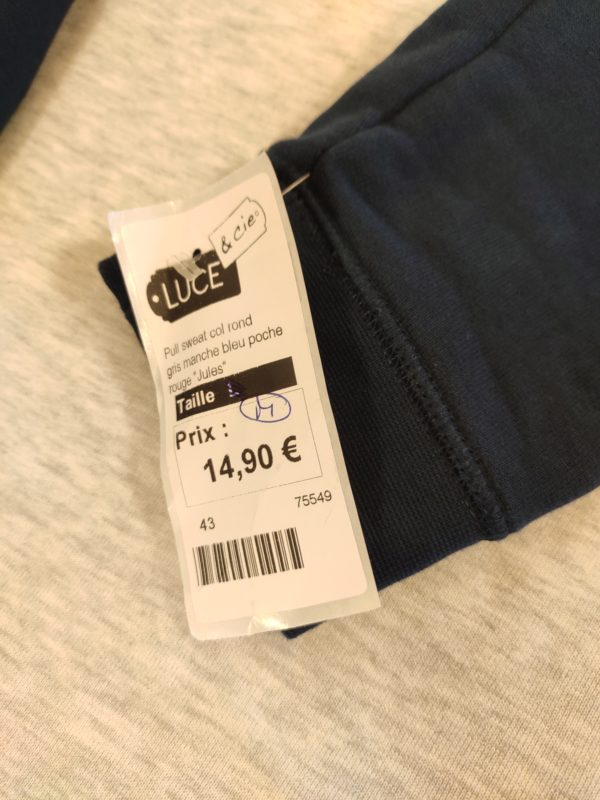 LUCE
& cie
Pull sweat col rond
gris manche bleu poche
rouge "Jules"
Taille L
M
Prix :
14,90 €
43 75549